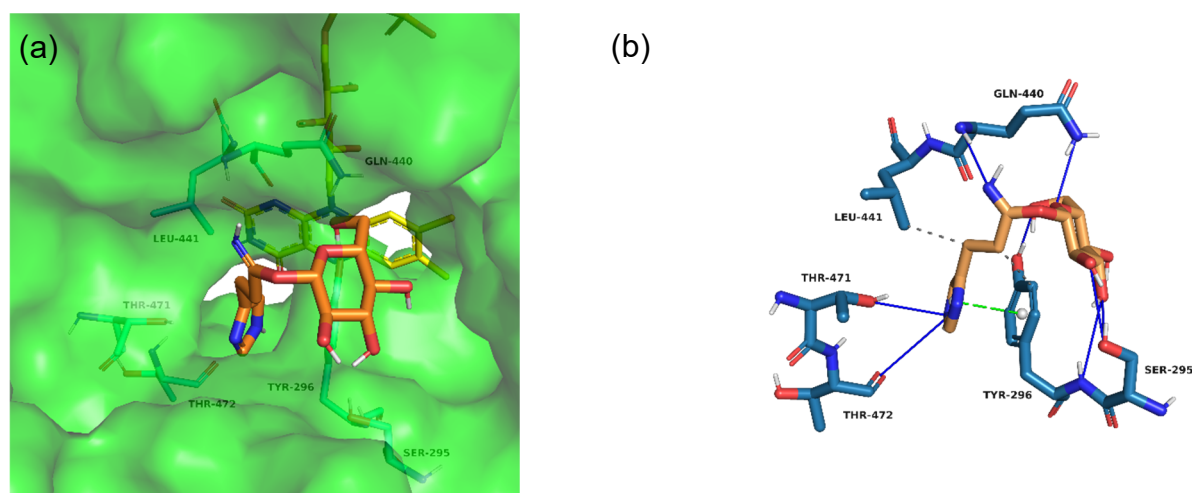 (a)
GLN-440
LEU-441
THR-471
TYR-296
THR-472
SER-295
(b)
GLN-440
LEU-441
THR-471
SER-295
TYR-296
THR-472